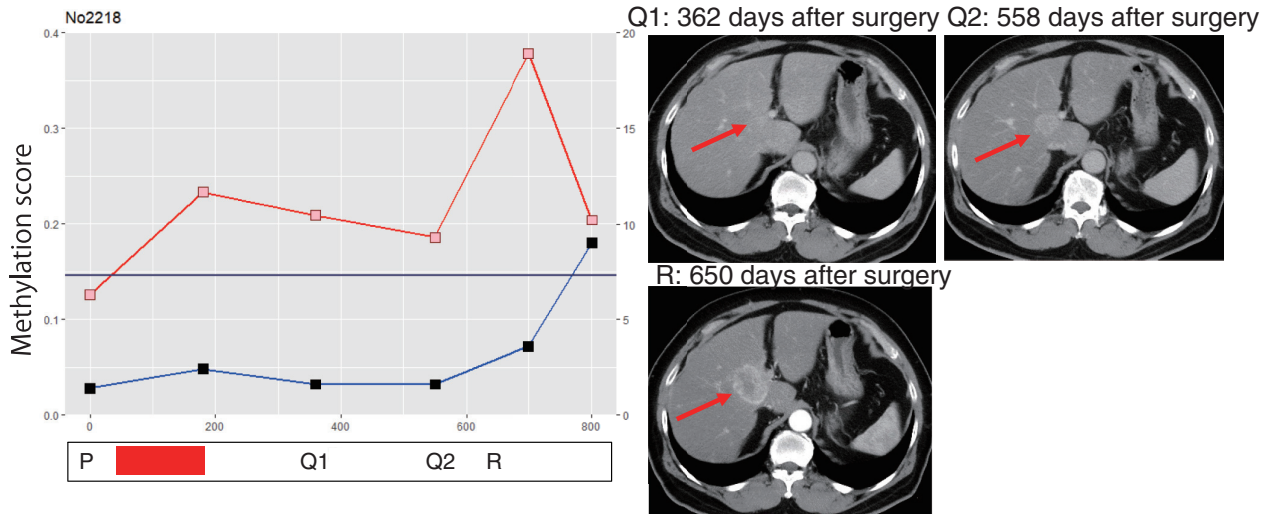 No2218
Q1: 362 days after surgery
Q2: 558 days after surgery
0.4
0.3
0.2
0.1
0.0
Methylation score
20
15
10
5
0
0
200
400
600
800
P
Q1
Q2
R
R: 650 days after surgery